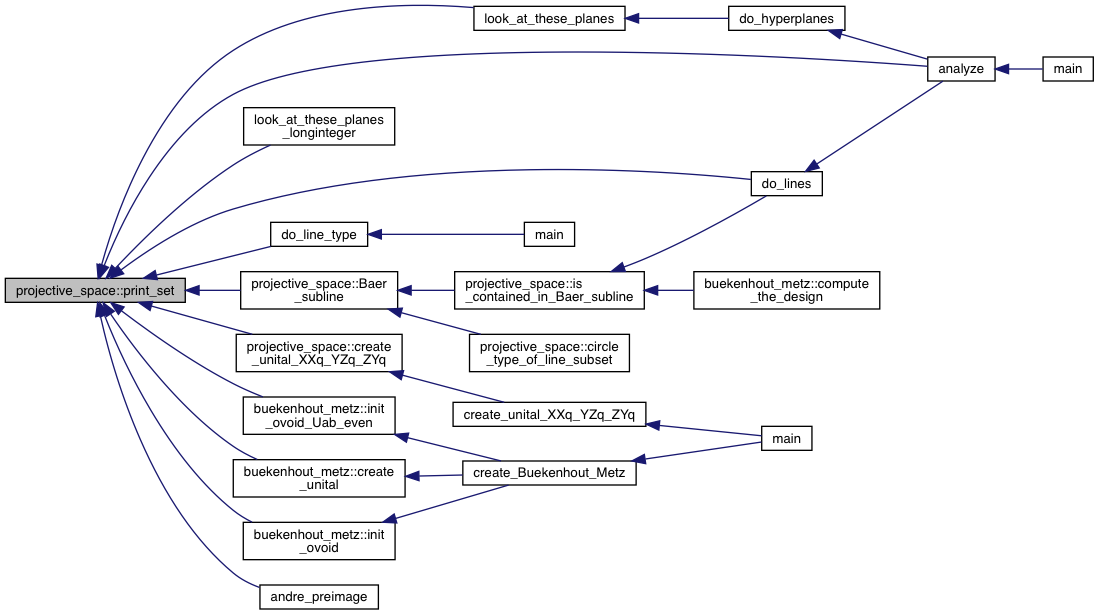 look_at_these_planes
do_hyperplanes
analyze
main
look_at_these_planes
_longinteger
do_lines
do_line_type
main
projective_space::print_set
projective_space::Baer
_subline
projective_space::is
_contained_in_Baer_subline
buekenhout_metz::compute
_the_design
projective_space::create
_unital_XXq_YZq_ZYq
projective_space::circle
_type_of_line_subset
buekenhout_metz::init
_ovoid_Uab_even
create_unital_XXq_YZq_ZYq
main
buekenhout_metz::create
_unital
create_Buekenhout_Metz
buekenhout_metz::init
_ovoid
andre_preimage